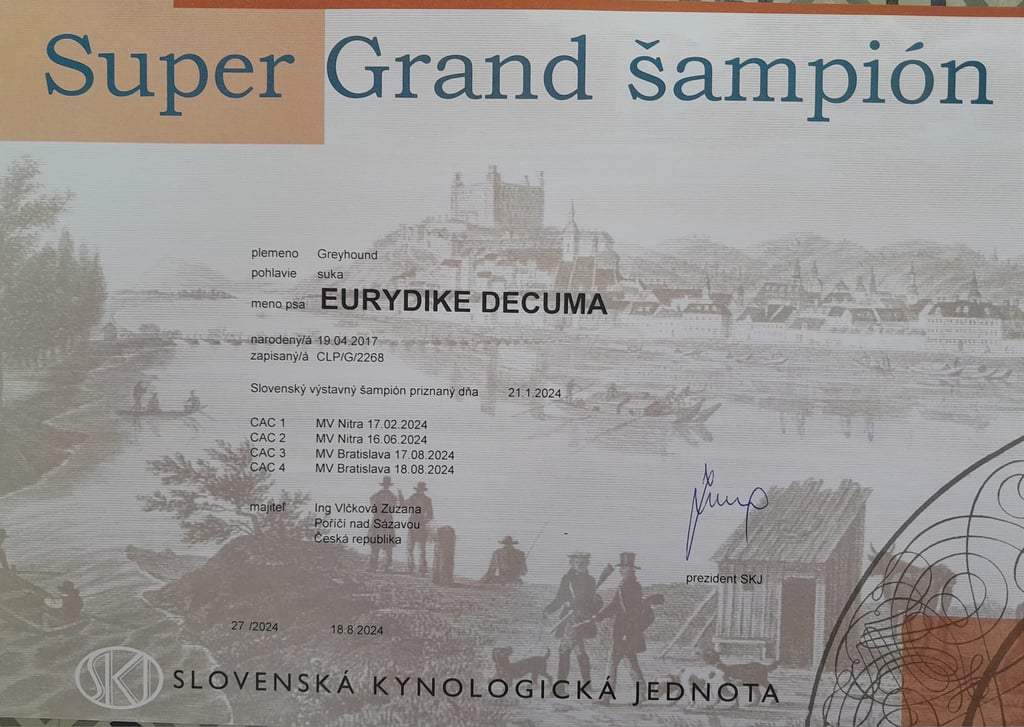 Super Grand šampión
plemeno Greyhound
pohlavie suka
meno psa EURYDIKE DECUMA
narodený/á 19.04 2017
zapísaný/á CLP/G/2268
Slovenský výstavný šampión priznaný dňa 21.1.2024
CAC 1 MV Nitra 17.02.2024
CAC 2 MV Nitra 16.06.2024
CAC 3 MV Bratislava 17.08.2024
CAC 4 MV Bratislava 18.08.2024
majiteľ Ing Vlčková Zuzana
Poříčí nad Sázavou
Česká republika
prezident SKJ
27 /2024 18.8.2024
SKJ SLOVENSKÁ KYNOLOGICKÁ JEDNOTA